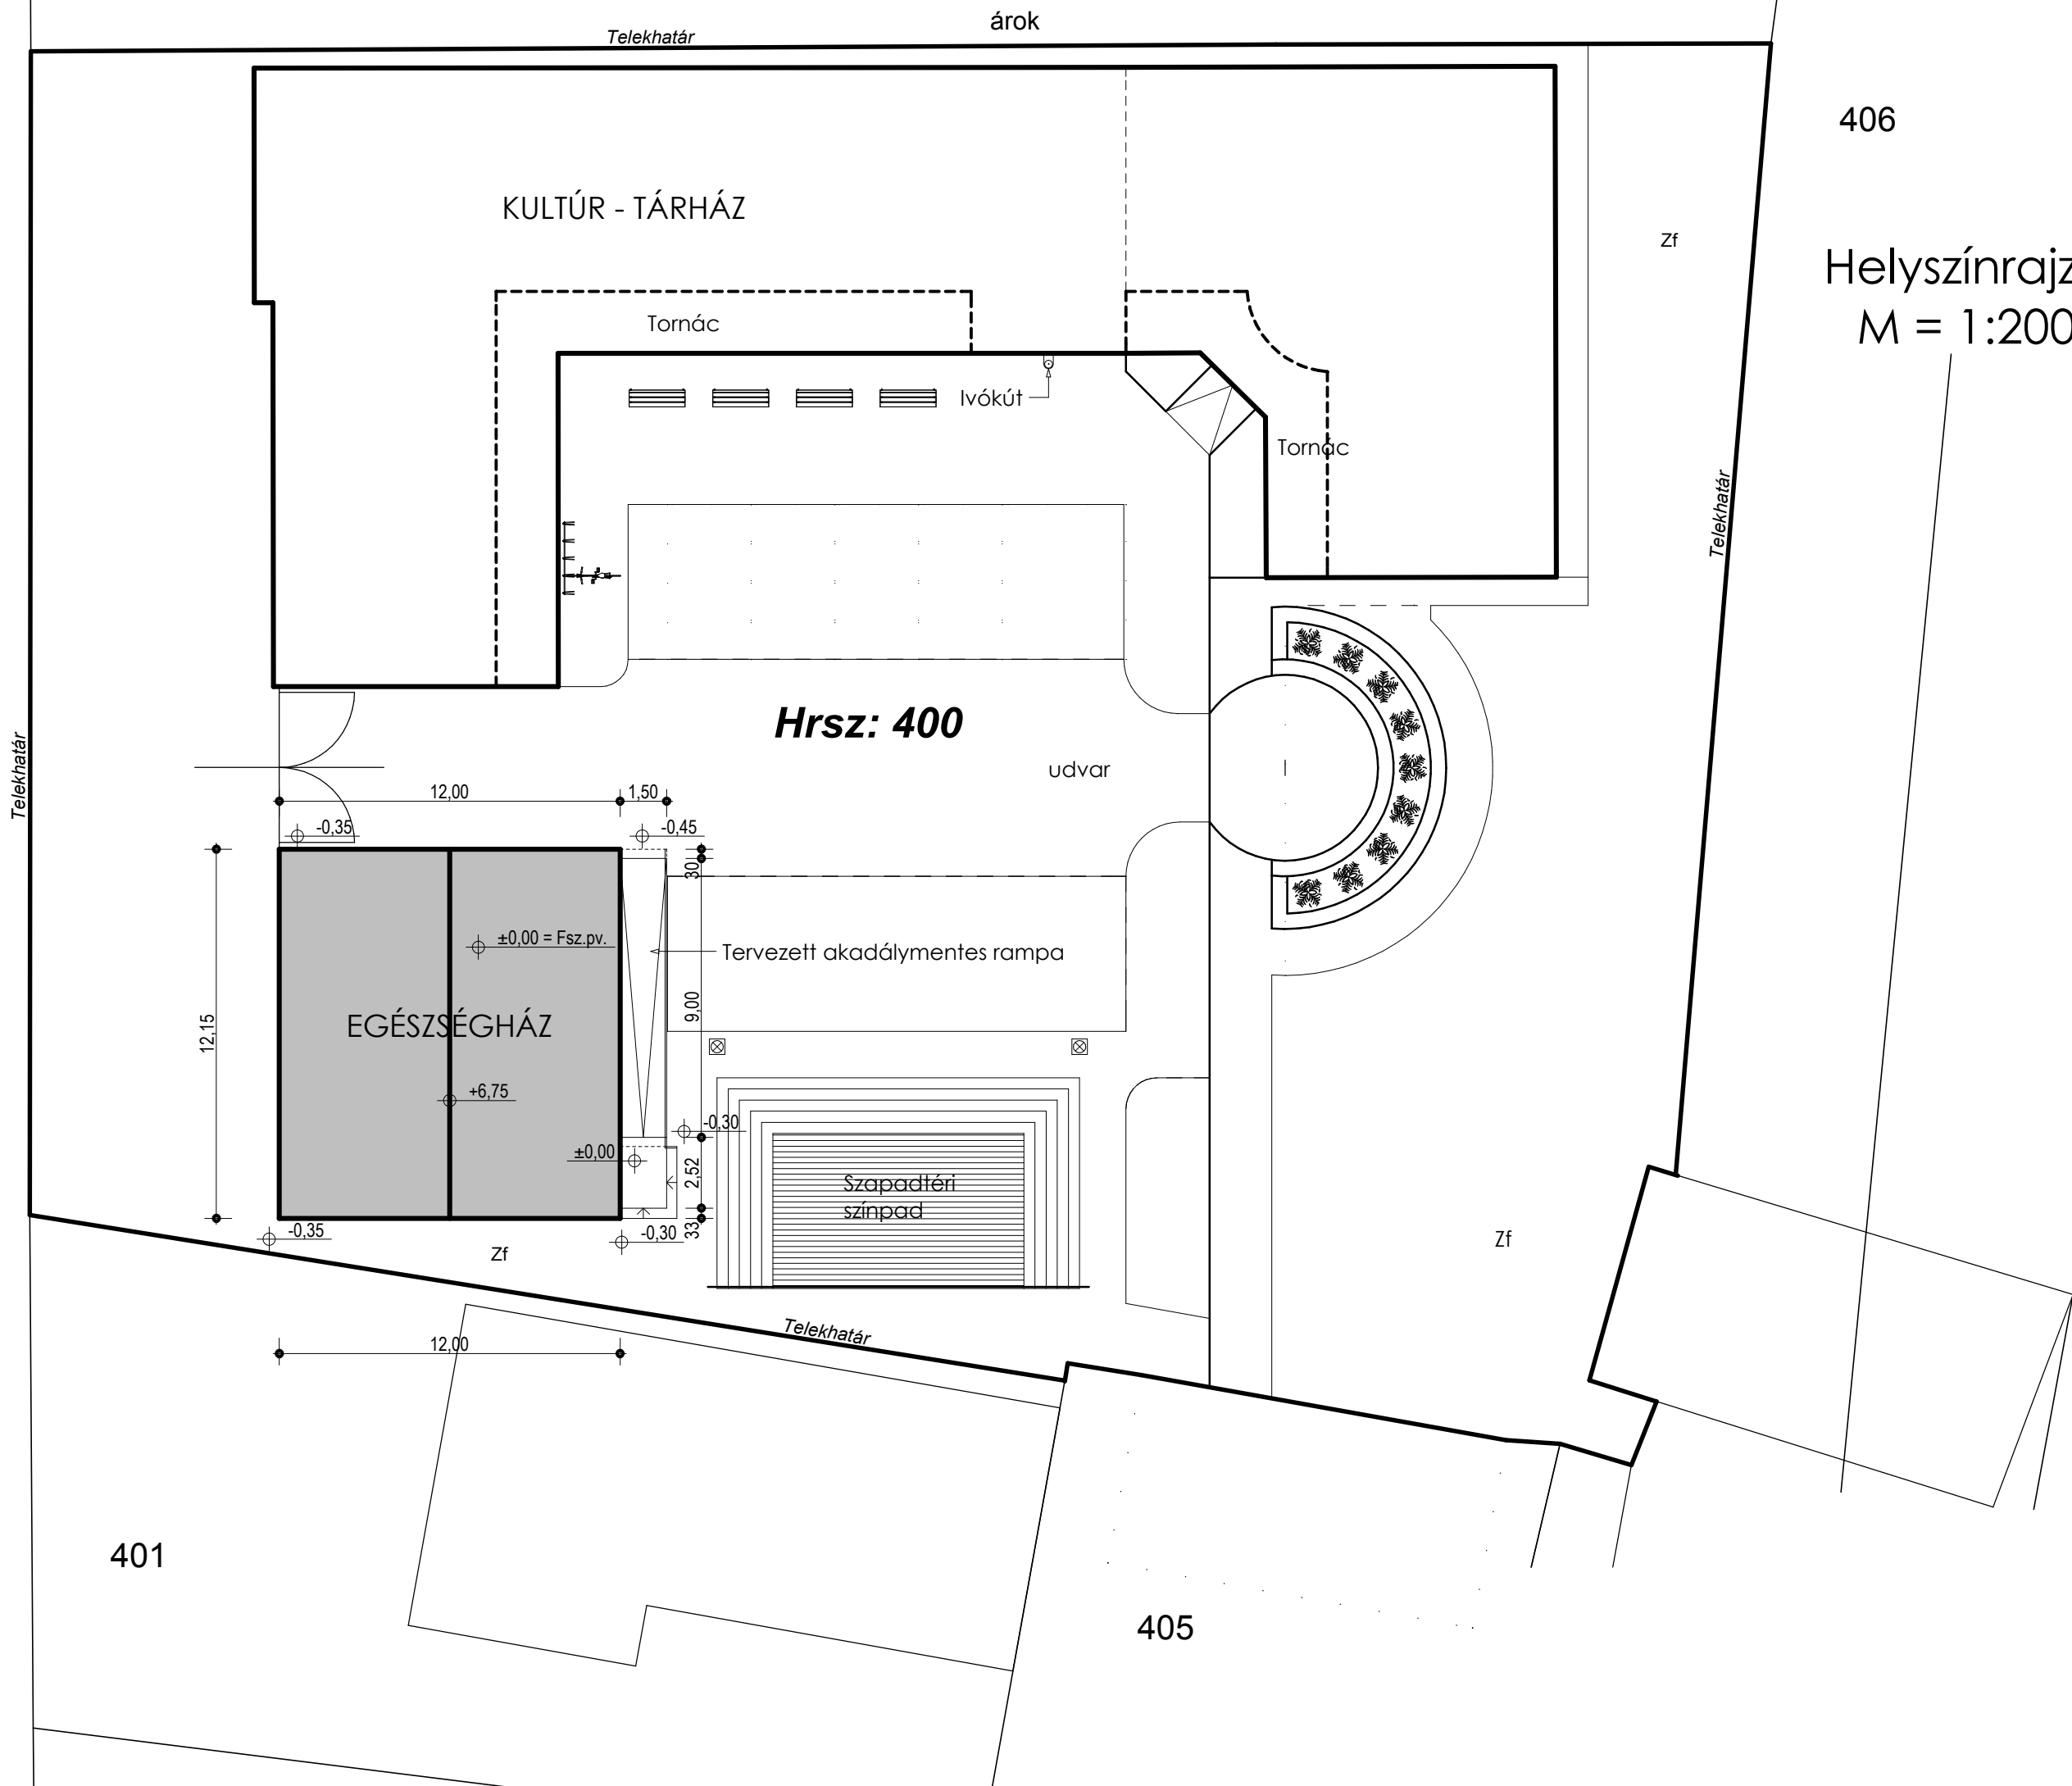 árok
Telekhatár
406
KULTÚR - TÁRHÁZ
Zf
Helyszínrajz
M = 1:200
Tornác
Ivókút
Tornác
Telekhatár
Hrsz: 400
Telekhatár
udvar
12,00
1,50
-0,35
-0,45
30
±0,00 = Fsz.pv.
Tervezett akadálymentes rampa
9,00
12,15
EGÉSZSÉGHÁZ
+6,75
-0,30
±0,00
2,52
Szapadtéri
színpad
-0,35
-0,30
33
Zf
Zf
Telekhatár
12,00
401
405